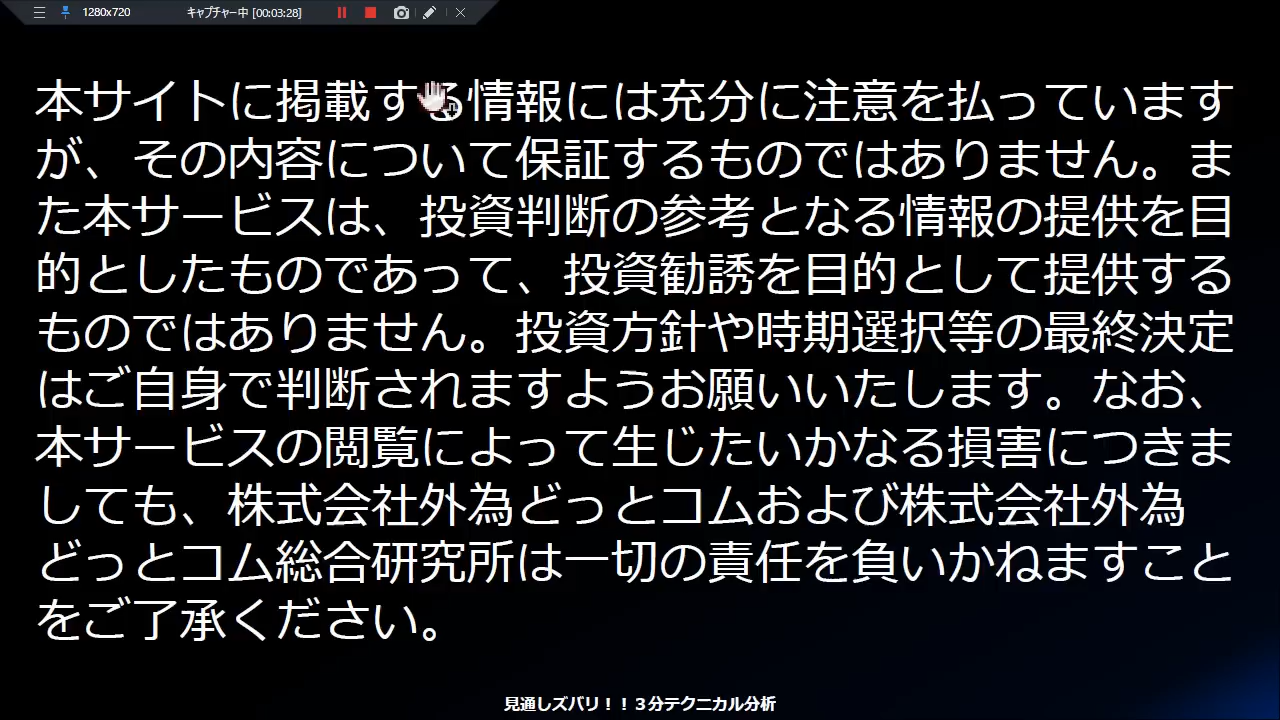 1280x720
キャプチャー中 [00:03:28]
本サイトに掲載する情報には充分に注意を払っています
が、その内容について保証するものではありません。ま
た本サービスは、投資判断の参考となる情報の提供を目
的としたものであって、投資勧誘を目的として提供する
ものではありません。投資方針や時期選択等の最終決定
はご自身で判断されますようお願いいたします。なお、
本サービスの閲覧によって生じたいかなる損害につきま
しても、株式会社外為どっとコムおよび株式会社外為
どっとコム総合研究所は一切の責任を負いかねますこと
をご了承ください。
見通しズバリ！！３分テクニカル分析